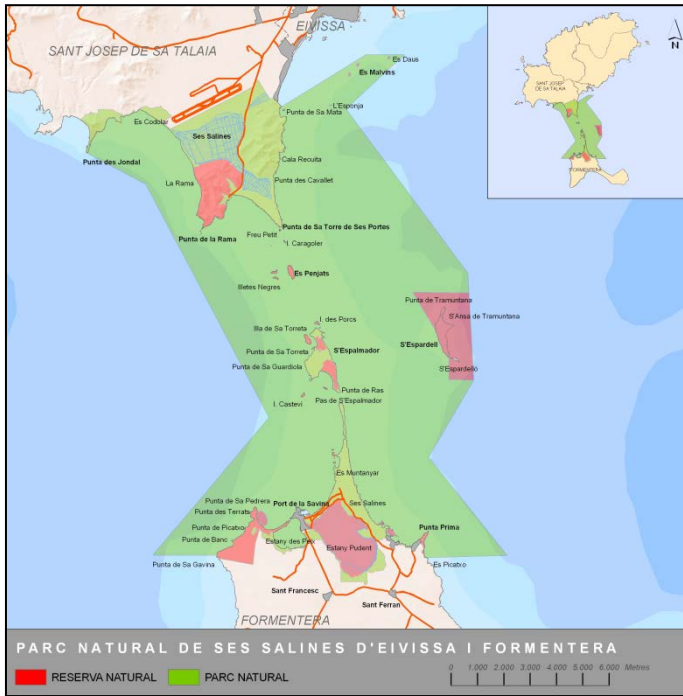 EIVISSA
SANT JOSEP DE SA TALAIA
Es Daus
Es Malvins
L'Esponja
Punta de Sa Mata
Es Codolar
Ses Salines
Punta des Jondal
Cala Recuita
La Rama
Punta des Cavallet
Punta de la Rama
Punta de Sa Torre de Ses Portes
Freu Petit
I. Caragoler
Es Penjats
Illetes Negres
Punta de Tramuntana
S'Ansa de Tramuntana
I. des Porcs
Illa de Sa Torreta
Punta de Sa Torreta
S'Espalmador
S'Espardell
Punta de Sa Guardiola
S'Espardelló
Punta de Ras
I. Castevi
Pas de S'Espalmador
Es Muntanyar
Punta de Sa Pedrera
Port de la Savina
Ses Salines
Punta des Terrats
Punta de Picatxo
Punta Prima
Punta de Banc
Estany des Peix
Estany Pudent
Punta de Sa Gavina
Es Picatxo
Sant Francesc
Sant Ferran
FORMENTERA
N
SANT JOSEP
DE SA TALAIA
FORMENTERA
PARC NATURAL DE SES SALINES D'EIVISSA I FORMENTERA
RESERVA NATURAL
PARC NATURAL
0 1.000 2.000 3.000 4.000 5.000 6.000 Metres